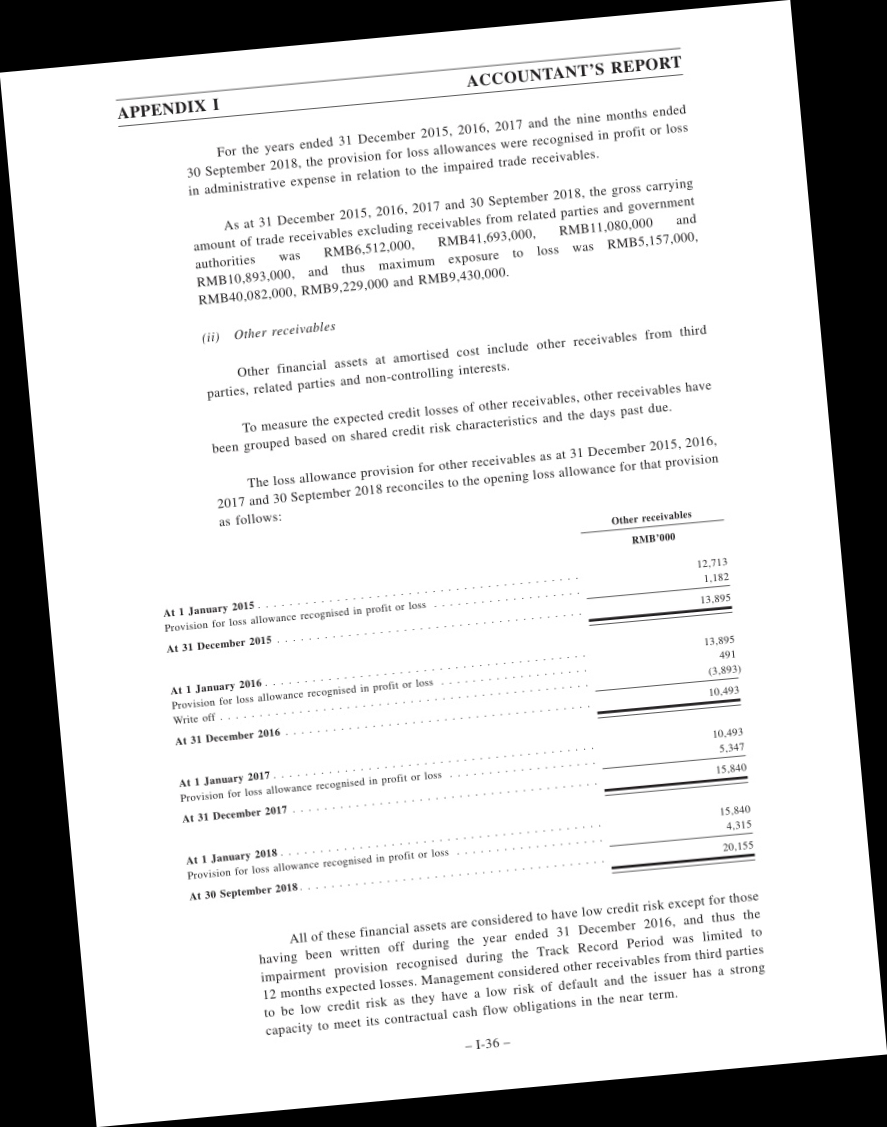 APPENDIX I ACCOUNTANT'S REPORT
For the years ended 31 December 2015, 2016, 2017 and the nine months ended
30 September 2018, the provision for loss allowances were recognised in profit or loss
in administrative expense in relation to the impaired trade receivables.
As at 31 December 2015, 2016, 2017 and 30 September 2018, the gross carrying
amount of trade receivables excluding receivables from related parties and government
authorities was RMB6,512,000, RMB41,693,000, RMB11,080,000 and
RMB10,893,000, and thus maximum exposure to loss was RMB5,157,000,
RMB40,082,000, RMB9,229,000 and RMB9,430,000.
(ii) Other receivables
Other financial assets at amortised cost include other receivables from third
parties, related parties and non-controlling interests.
To measure the expected credit losses of other receivables, other receivables have
been grouped based on shared credit risk characteristics and the days past due.
The loss allowance provision for other receivables as at 31 December 2015, 2016,
2017 and 30 September 2018 reconciles to the opening loss allowance for that provision
as follows:
Other receivables
RMB'000
At 1 January 2015 12,713
Provision for loss allowance recognised in profit or loss 1,182
At 31 December 2015 13,895
At 1 January 2016 13,895
Provision for loss allowance recognised in profit or loss 491
Write off (3,893)
At 31 December 2016 10,493
At 1 January 2017 10,493
Provision for loss allowance recognised in profit or loss 5,347
At 31 December 2017 15,840
At 1 January 2018 15,840
Provision for loss allowance recognised in profit or loss 4,315
At 30 September 2018 20,155
All of these financial assets are considered to have low credit risk except for those
having been written off during the year ended 31 December 2016, and thus the
impairment provision recognised during the Track Record Period was limited to
12 months expected losses. Management considered other receivables from third parties
to be low credit risk as they have a low risk of default and the issuer has a strong
capacity to meet its contractual cash flow obligations in the near term.
– I-36 –